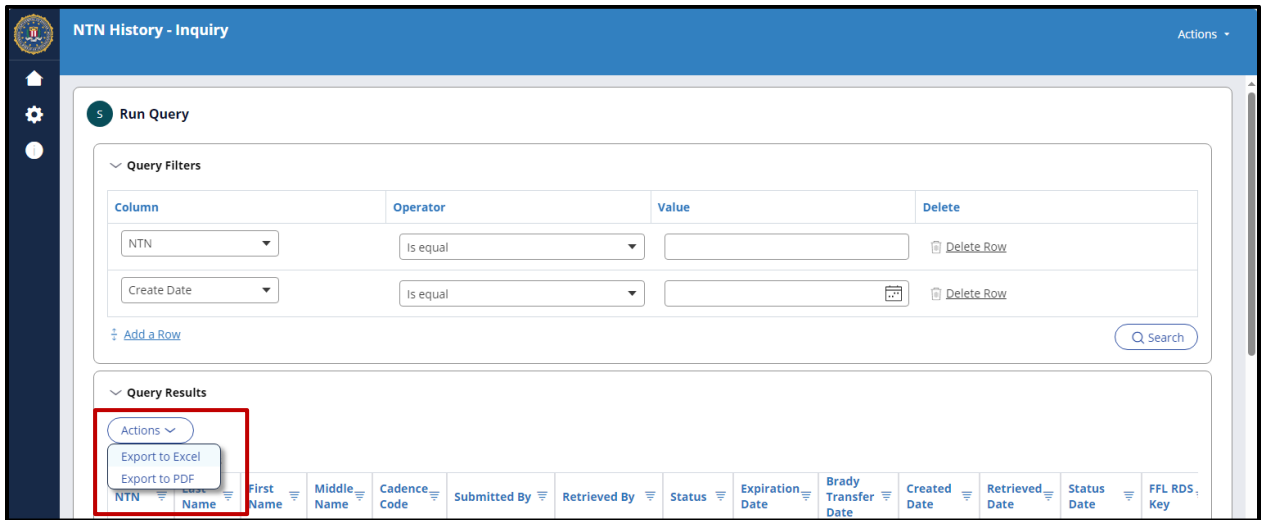 NTN History - Inquiry
Actions
S Run Query
Query Filters
Column Operator Value Delete
NTN Is equal Delete Row
Create Date Is equal Delete Row
Add a Row Search
Query Results
Actions
Export to Excel
Export to PDF
NTN Last Name First Name Middle Name Cadence Code Submitted By Retrieved By Status Expiration Date Brady Transfer Date Created Date Retrieved Date Status Date FFL RDS Key